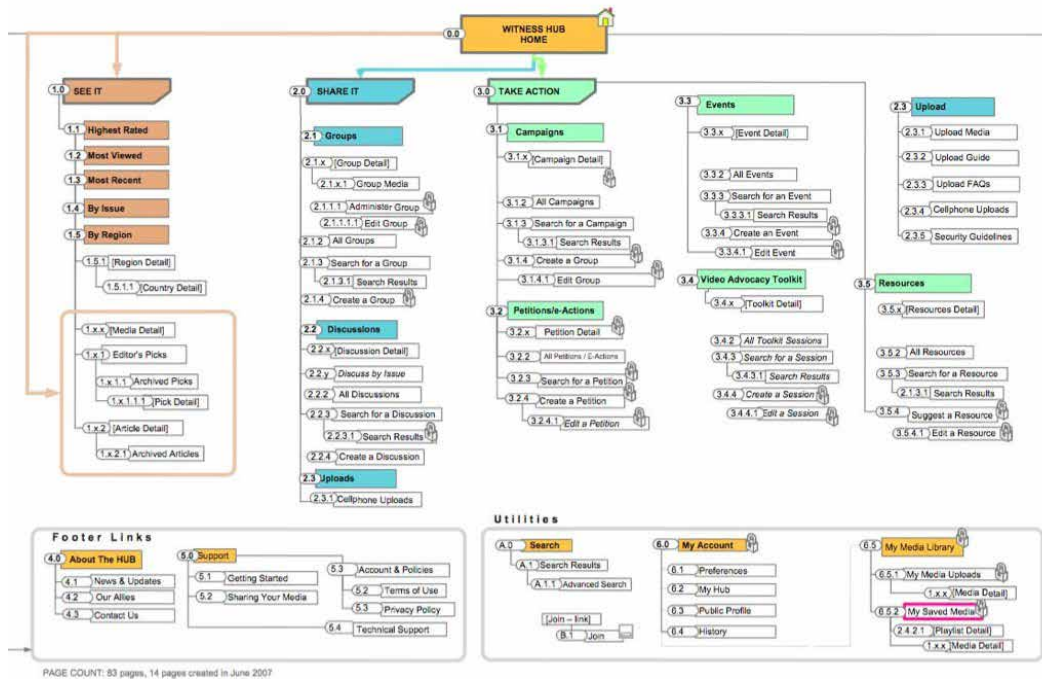 0.0 WITNESS HUB
HOME
1.0 SEE IT
1.1 Highest Rated
1.2 Most Viewed
1.3 Most Recent
1.4 By Issue
1.5 By Region
1.5.1 [Region Detail]
1.5.1.1 [Country Detail]
1.x.x [Media Detail]
1.x.1 Editor's Picks
1.x.1.1 Archived Picks
1.x.1.1.1 [Pick Detail]
1.x.2 [Article Detail]
1.x.2.1 Archived Articles
2.0 SHARE IT
2.1 Groups
2.1.x [Group Detail]
2.1.x.1 Group Media
2.1.1.1 Administer Group
2.1.1.1.1 Edit Group
2.1.2 All Groups
2.1.3 Search for a Group
2.1.3.1 Search Results
2.1.4 Create a Group
2.2 Discussions
2.2.x [Discussion Detail]
2.2.y Discuss by Issue
2.2.2 All Discussions
2.2.3 Search for a Discussion
2.2.3.1 Search Results
2.2.4 Create a Discussion
2.3 Uploads
2.3.1 Cellphone Uploads
3.0 TAKE ACTION
3.1 Campaigns
3.1.x [Campaign Detail]
3.1.2 All Campaigns
3.1.3 Search for a Campaign
3.1.3.1 Search Results
3.1.4 Create a Group
3.1.4.1 Edit Group
3.2 Petitions/e-Actions
3.2.x Petition Detail
3.2.2 All Petitions / E-Actions
3.2.3 Search for a Petition
3.2.4 Create a Petition
3.2.4.1 Edit a Petition
3.3 Events
3.3.x [Event Detail]
3.3.2 All Events
3.3.3 Search for an Event
3.3.3.1 Search Results
3.3.4 Create an Event
3.3.4.1 Edit Event
3.4 Video Advocacy Toolkit
3.4.x [Toolkit Detail]
3.4.2 All Toolkit Sessions
3.4.3 Search for a Session
3.4.3.1 Search Results
3.4.4 Create a Session
3.4.4.1 Edit a Session
2.3 Upload
2.3.1 Upload Media
2.3.2 Upload Guide
2.3.3 Upload FAQs
2.3.4 Cellphone Uploads
2.3.5 Security Guidelines
3.5 Resources
3.5.x [Resources Detail]
3.5.2 All Resources
3.5.3 Search for a Resource
2.1.3.1 Search Results
3.5.4 Suggest a Resource
3.5.4.1 Edit a Resource
Footer Links
4.0 About The HUB
4.1 News & Updates
4.2 Our Allies
4.3 Contact Us
5.0 Support
5.1 Getting Started
5.2 Sharing Your Media
5.3 Account & Policies
5.2 Terms of Use
5.3 Privacy Policy
5.4 Technical Support
Utilities
A.0 Search
A.1 Search Results
A.1.1 Advanced Search
[Join – link]
B.1 Join
6.0 My Account
6.1 Preferences
6.2 My Hub
6.3 Public Profile
6.4 History
6.5 My Media Library
6.5.1 My Media Uploads
1.x.x [Media Detail]
6.5.2 My Saved Media
2.4.2.1 [Playlist Detail]
1.x.x [Media Detail]
PAGE COUNT: 83 pages, 14 pages created in June 2007